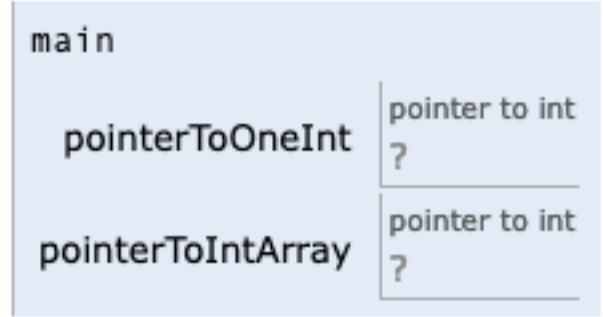 main
pointerToOneInt
pointer to int
?
pointerToIntArray
pointer to int
?